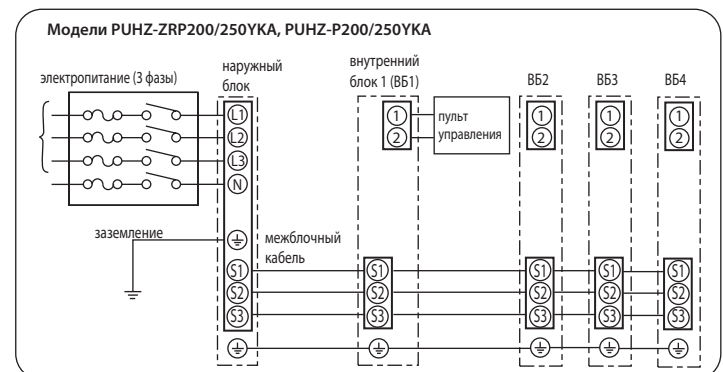 Модели PUHZ-ZRP200/250YKA, PUHZ-P200/250YKA
электропитание (3 фазы)
наружный
блок
внутренний
блок 1 (ВБ1)
ВБ2
ВБ3
ВБ4
L1
L2
L3
N
1
2
пульт
управления
1
2
1
2
1
2
заземление
межблочный
кабель
S1
S2
S3
S1
S2
S3
S1
S2
S3
S1
S2
S3
S1
S2
S3